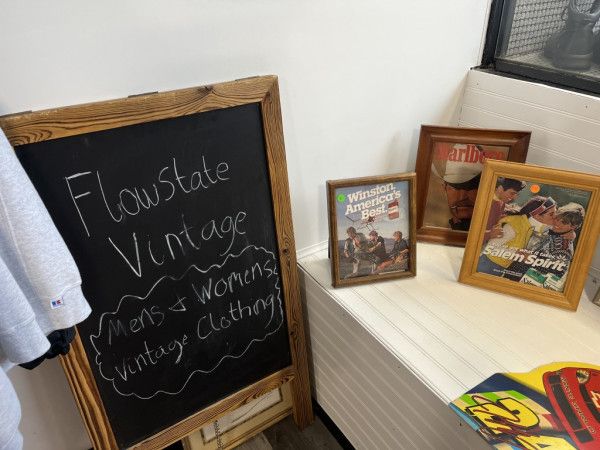 Flowstate
Vintage
Mens & Womens
Vintage Clothing
Winston.
America's
Best.
Marlboro
Salem Spirit